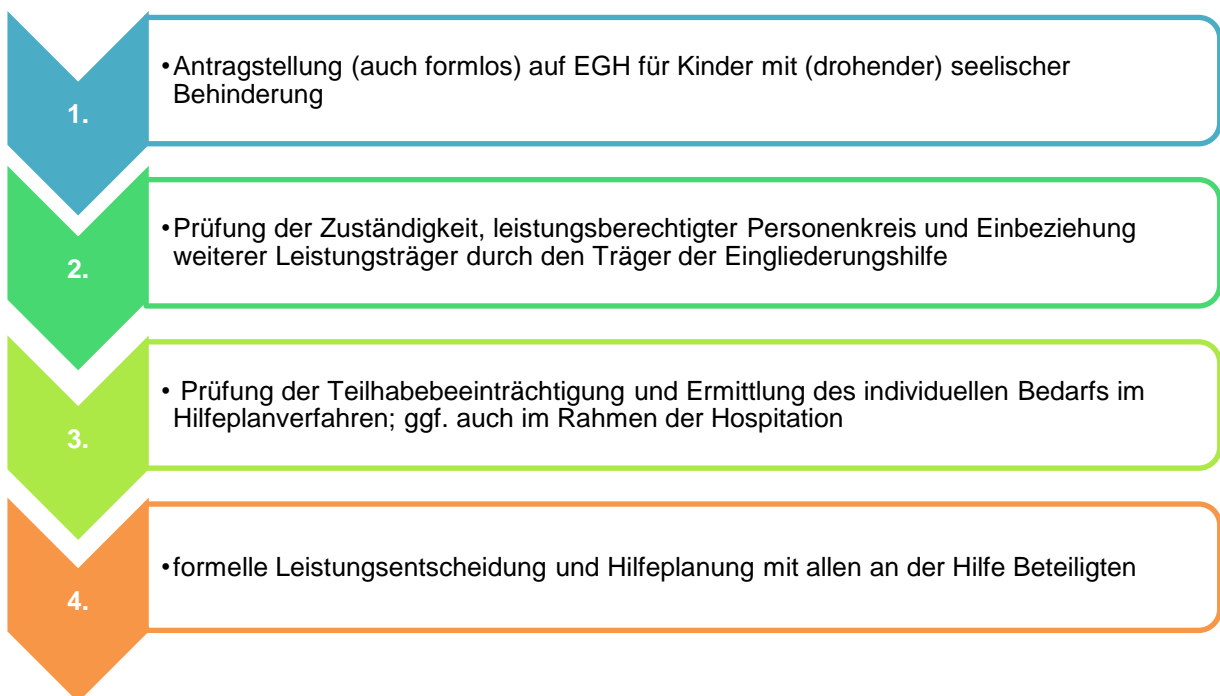 1.
•Antragstellung (auch formlos) auf EGH für Kinder mit (drohender) seelischer
Behinderung
2.
•Prüfung der Zuständigkeit, leistungsberechtigter Personenkreis und Einbeziehung
weiterer Leistungsträger durch den Träger der Eingliederungshilfe
3.
• Prüfung der Teilhabebeeinträchtigung und Ermittlung des individuellen Bedarfs im
Hilfeplanverfahren; ggf. auch im Rahmen der Hospitation
4.
•formelle Leistungsentscheidung und Hilfeplanung mit allen an der Hilfe Beteiligten